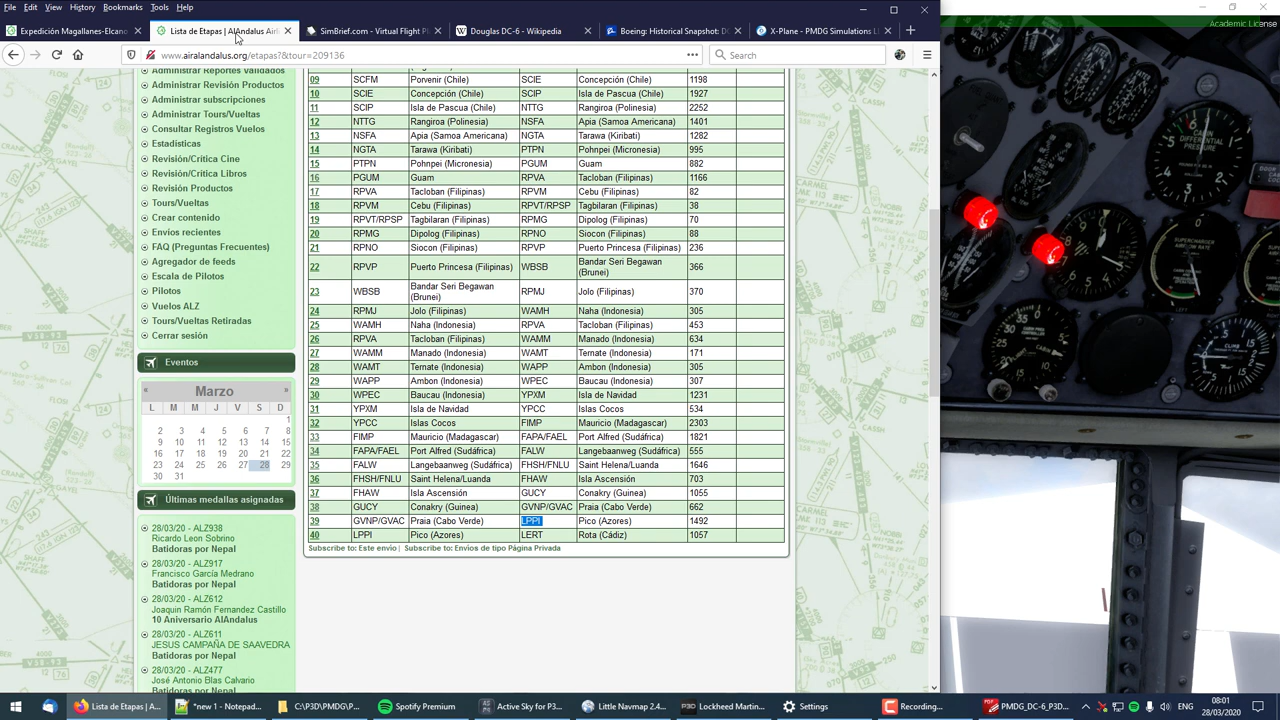 File Edit View History Bookmarks Tools Help
Expedición Magallanes-Elcano
Lista de Etapas | AlAndalus Airl
SimBrief.com - Virtual Flight Pl
Douglas DC-6 - Wikipedia
Boeing: Historical Snapshot: DC
X-Plane - PMDG Simulations L
www.airalandalus.org/etapas?&tour=209136
Search
Academic License
Administrar Reportes Validados
Administrar Revisión Productos
Administrar subscripciones
Administrar Tours/Vueltas
Consultar Registros Vuelos
Estadísticas
Revisión/Crítica Cine
Revisión/Crítica Libros
Revisión Productos
Tours/Vueltas
Crear contenido
Envíos recientes
FAQ (Preguntas Frecuentes)
Agregador de feeds
Escala de Pilotos
Pilotos
Vuelos ALZ
Tours/Vueltas Retiradas
Cerrar sesión
Eventos
« Marzo »
L M M J V S D
1
2 3 4 5 6 7 8
9 10 11 12 13 14 15
16 17 18 19 20 21 22
23 24 25 26 27 28 29
30 31
Últimas medallas asignadas
28/03/20 - ALZ938
Ricardo Leon Sobrino
Batidoras por Nepal
28/03/20 - ALZ917
Francisco García Medrano
Batidoras por Nepal
28/03/20 - ALZ612
Joaquin Ramón Fernandez Castillo
10 Aniversario AlAndalus
28/03/20 - ALZ611
JESUS CAMPAÑA DE SAAVEDRA
Batidoras por Nepal
28/03/20 - ALZ477
José Antonio Blas Calvario
Batidoras por Nepal
09 SCFM Porvenir (Chile) SCIE Concepción (Chile) 1198
10 SCIE Concepción (Chile) SCIP Isla de Pascua (Chile) 1927
11 SCIP Isla de Pascua (Chile) NTTG Rangiroa (Polinesia) 2252
12 NTTG Rangiroa (Polinesia) NSFA Apia (Samoa Americana) 1401
13 NSFA Apia (Samoa Americana) NGTA Tarawa (Kiribati) 1282
14 NGTA Tarawa (Kiribati) PTPN Pohnpei (Micronesia) 995
15 PTPN Pohnpei (Micronesia) PGUM Guam 882
16 PGUM Guam RPVA Tacloban (Filipinas) 1166
17 RPVA Tacloban (Filipinas) RPVM Cebu (Filipinas) 82
18 RPVM Cebu (Filipinas) RPVT/RPSP Tagbilaran (Filipinas) 38
19 RPVT/RPSP Tagbilaran (Filipinas) RPMG Dipolog (Filipinas) 70
20 RPMG Dipolog (Filipinas) RPNO Siocon (Filipinas) 88
21 RPNO Siocon (Filipinas) RPVP Puerto Princesa (Filipinas) 236
22 RPVP Puerto Princesa (Filipinas) WBSB Bandar Seri Begawan (Brunei) 366
23 WBSB Bandar Seri Begawan (Brunei) RPMJ Jolo (Filipinas) 370
24 RPMJ Jolo (Filipinas) WAMH Naha (Indonesia) 305
25 WAMH Naha (Indonesia) RPVA Tacloban (Filipinas) 453
26 RPVA Tacloban (Filipinas) WAMM Manado (Indonesia) 634
27 WAMM Manado (Indonesia) WAMT Ternate (Indonesia) 171
28 WAMT Ternate (Indonesia) WAPP Ambon (Indonesia) 305
29 WAPP Ambon (Indonesia) WPEC Baucau (Indonesia) 307
30 WPEC Baucau (Indonesia) YPXM Isla de Navidad 1231
31 YPXM Isla de Navidad YPCC Islas Cocos 534
32 YPCC Islas Cocos FIMP Mauricio (Madagascar) 2303
33 FIMP Mauricio (Madagascar) FAPA/FAEL Port Alfred (Sudáfrica) 1821
34 FAPA/FAEL Port Alfred (Sudáfrica) FALW Langebaanweg (Sudáfrica) 555
35 FALW Langebaanweg (Sudáfrica) FHSH/FNLU Saint Helena/Luanda 1646
36 FHSH/FNLU Saint Helena/Luanda FHAW Isla Ascensión 703
37 FHAW Isla Ascensión GUCY Conakry (Guinea) 1055
38 GUCY Conakry (Guinea) GVNP/GVAC Praia (Cabo Verde) 662
39 GVNP/GVAC Praia (Cabo Verde) LPPI Pico (Azores) 1492
40 LPPI Pico (Azores) LERT Rota (Cádiz) 1057
Subscribe to: Este envío | Subscribe to: Envíos de tipo Página Privada
CABIN DIFFERENTIAL PRESSURE
SUPERCHARGER AIRFLOW RATE
LEFT
Lista de Etapas | A...
*new 1 - Notepad...
C:\P3D\PMDG\P...
Spotify Premium
Active Sky for P3...
Little Navmap 2.4...
Lockheed Martin...
Settings
Recording...
PMDG_DC-6_P3D...
08:01
28/03/2020